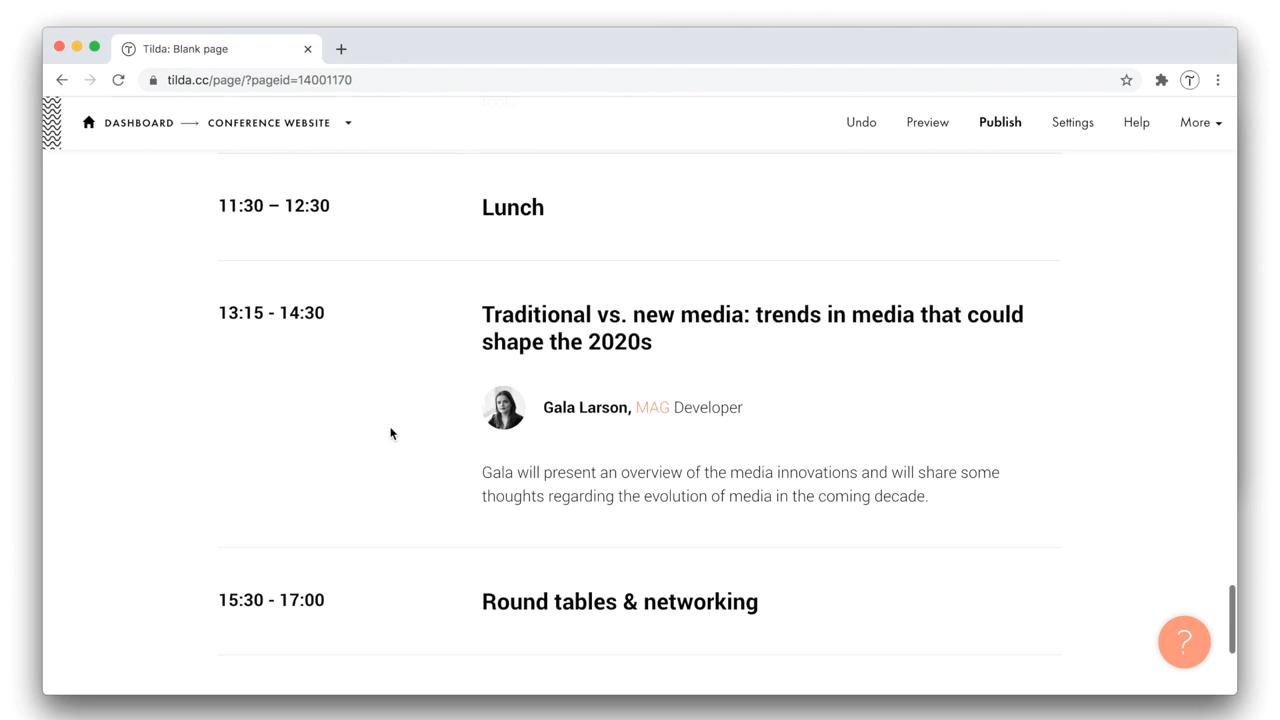 Tilda: Blank page
tilda.cc/page/?pageid=14001170
tools.
DASHBOARD → CONFERENCE WEBSITE
Undo Preview Publish Settings Help More
11:30 – 12:30 Lunch
13:15 - 14:30 Traditional vs. new media: trends in media that could
shape the 2020s
Gala Larson, MAG Developer
Gala will present an overview of the media innovations and will share some
thoughts regarding the evolution of media in the coming decade.
15:30 - 17:00 Round tables & networking
?